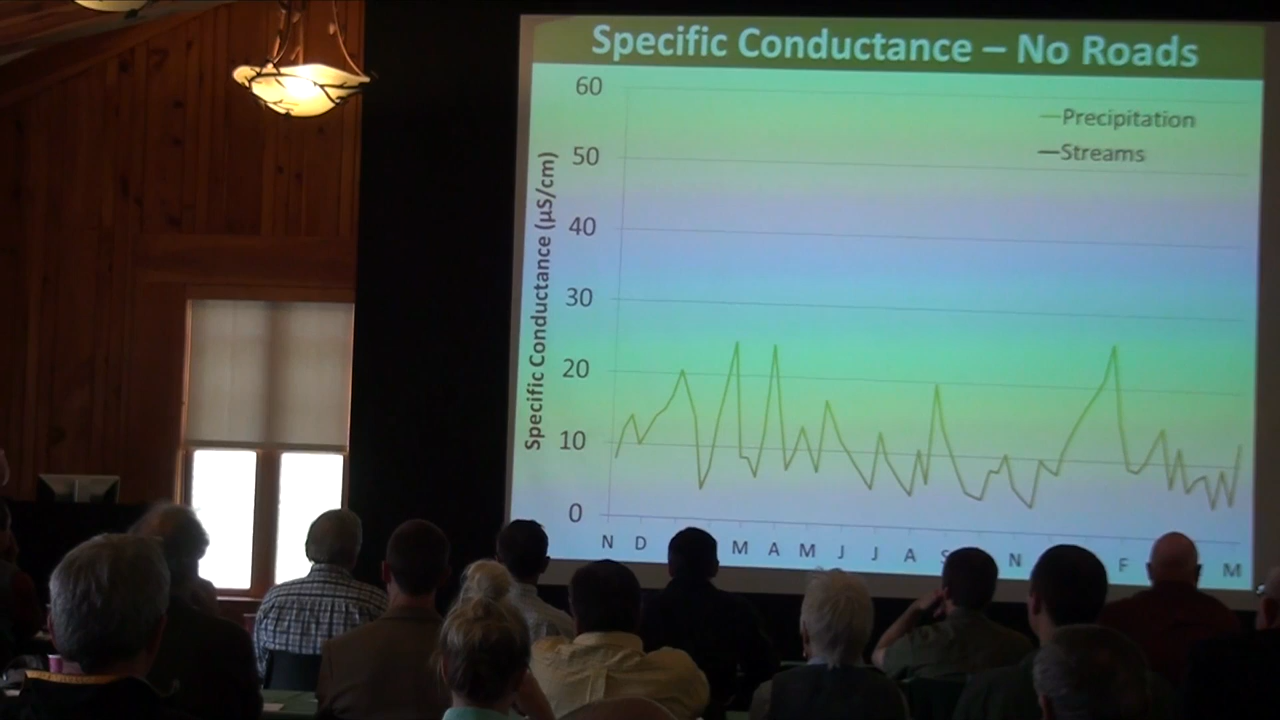 Specific Conductance – No Roads
60
Precipitation
Streams
50
40
30
20
10
0
Specific Conductance (µS/cm)
N D M A M J J A S N F M